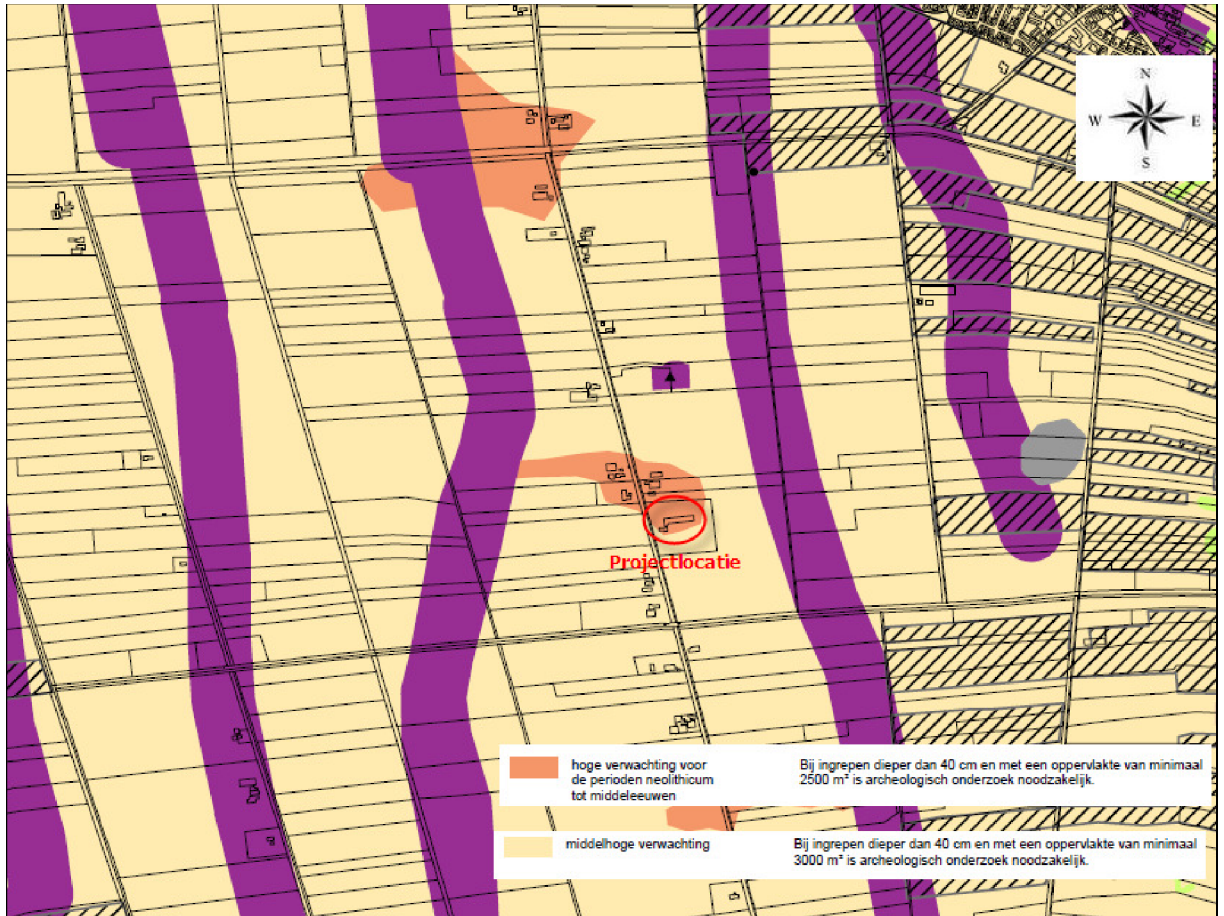 N
W E
S
Projectlocatie
hoge verwachting voor
de perioden neolithicum
tot middeleeuwen
Bij ingrepen dieper dan 40 cm en met een oppervlakte van minimaal
2500 m² is archeologisch onderzoek noodzakelijk.
middelhoge verwachting
Bij ingrepen dieper dan 40 cm en met een oppervlakte van minimaal
3000 m² is archeologisch onderzoek noodzakelijk.